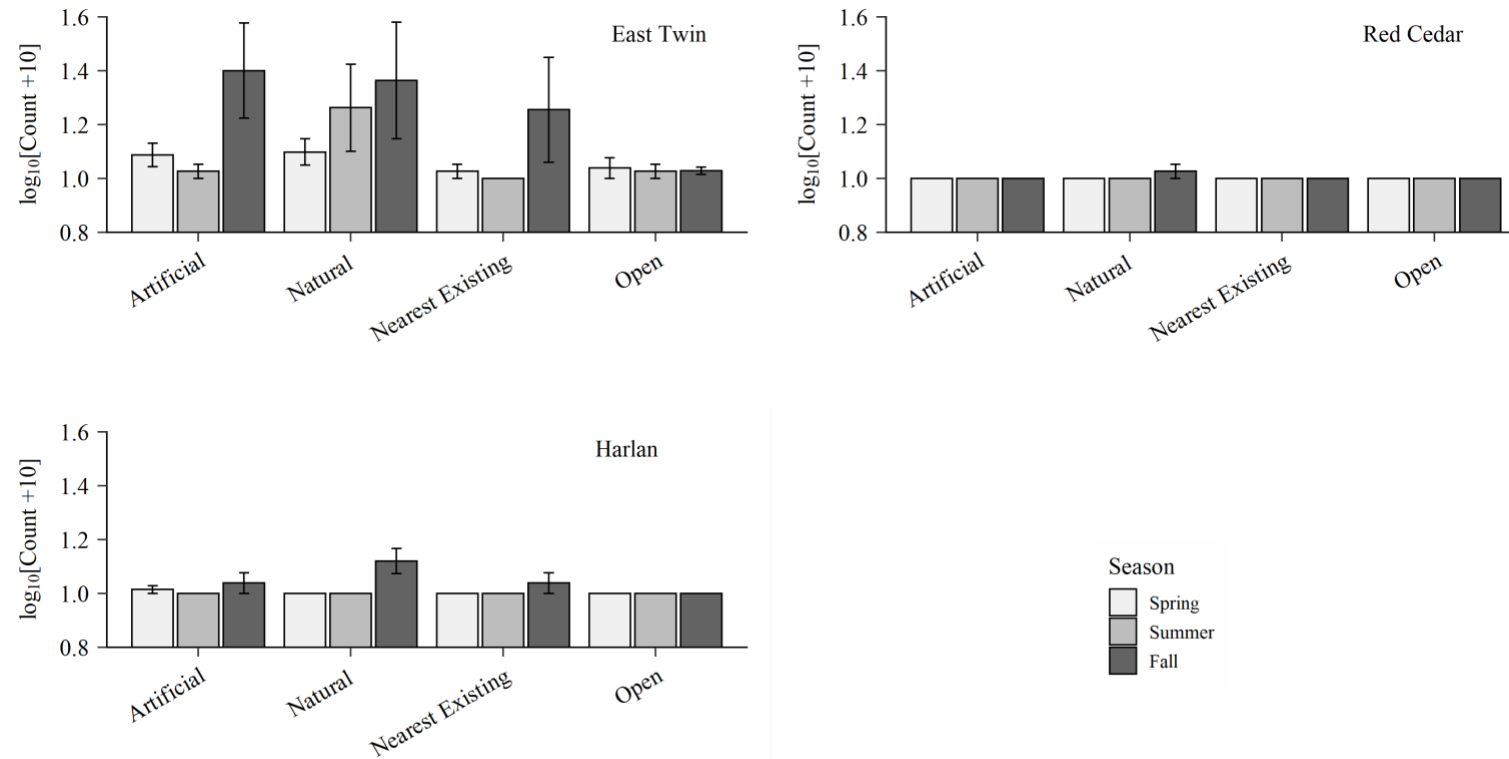 East Twin
log₁₀[Count +10]
1.6
1.4
1.2
1.0
0.8
Artificial
Natural
Nearest Existing
Open
Red Cedar
log₁₀[Count +10]
1.6
1.4
1.2
1.0
0.8
Artificial
Natural
Nearest Existing
Open
Harlan
log₁₀[Count +10]
1.6
1.4
1.2
1.0
0.8
Artificial
Natural
Nearest Existing
Open
Season
Spring
Summer
Fall